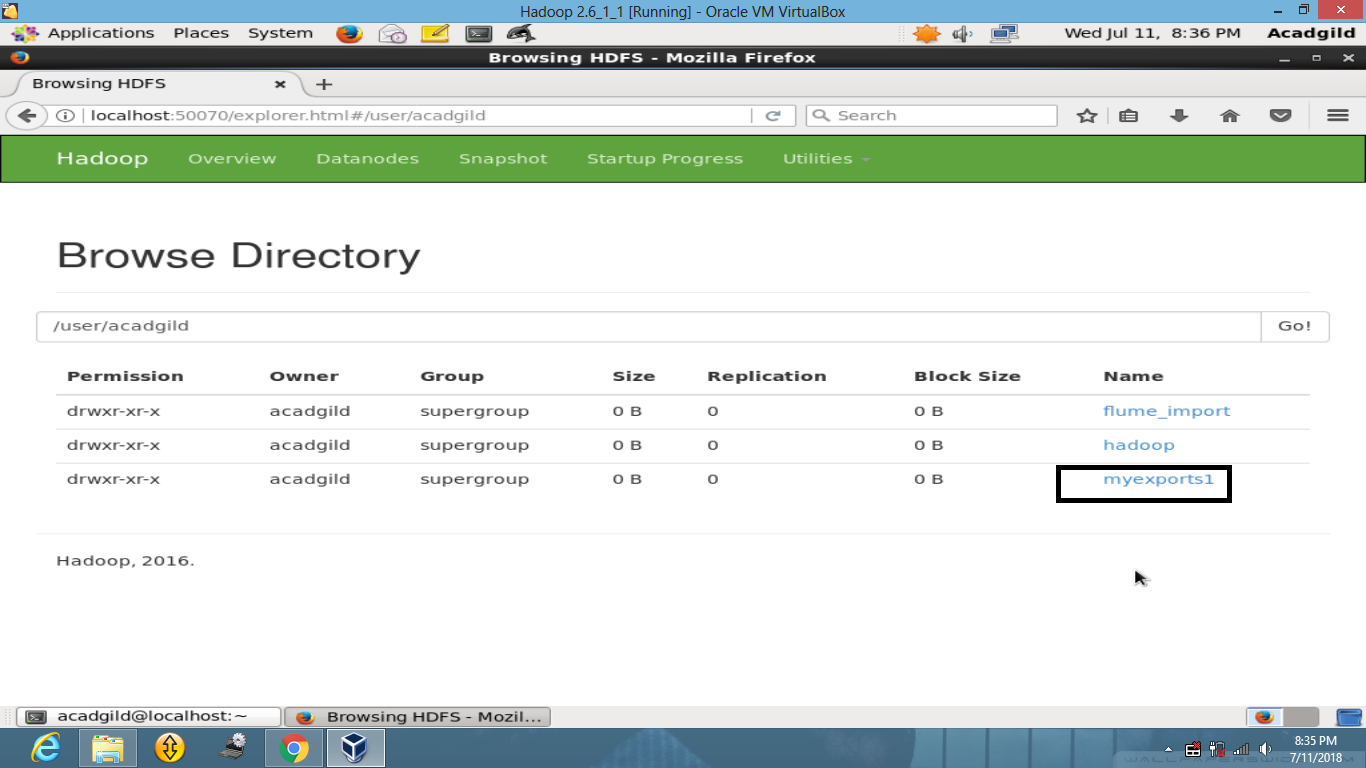 Hadoop 2.6_1_1 [Running] - Oracle VM VirtualBox
Applications Places System Wed Jul 11, 8:36 PM Acadgild
Browsing HDFS - Mozilla Firefox
Browsing HDFS
localhost:50070/explorer.html#/user/acadgild Search
Hadoop Overview Datanodes Snapshot Startup Progress Utilities
Browse Directory
/user/acadgild Go!
Permission Owner Group Size Replication Block Size Name
drwxr-xr-x acadgild supergroup 0 B 0 0 B flume_import
drwxr-xr-x acadgild supergroup 0 B 0 0 B hadoop
drwxr-xr-x acadgild supergroup 0 B 0 0 B myexports1
Hadoop, 2016.
acadgild@localhost:~ Browsing HDFS - Mozil...
8:35 PM
7/11/2018